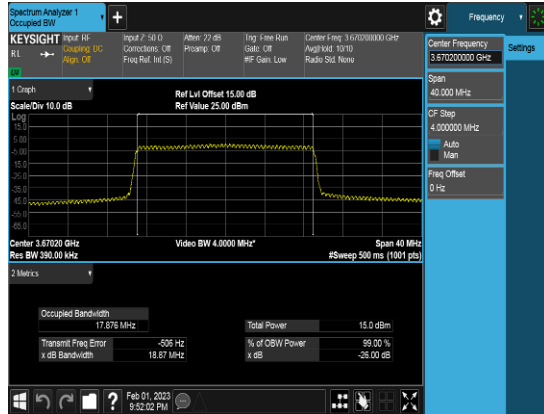 Spectrum Analyzer 1
Occupied BW
Frequency
KEYSIGHT Input: RF
Coupling: DC
Align: Off
RL
Input Z: 50 Ω
Corrections: Off
Freq Ref: Int (S)
Atten: 22 dB
Preamp: Off
Trig: Free Run
Gate: Off
#IF Gain: Low
Center Freq: 3.670200000 GHz
Avg|Hold: 10/10
Radio Std: None
Center Frequency
3.670200000 GHz
Settings
Span
40.000 MHz
CF Step
4.000000 MHz
Auto
Man
Freq Offset
0 Hz
1 Graph
Scale/Div 10.0 dB
Ref Lvl Offset 15.00 dB
Ref Value 25.00 dBm
Log
15.0
5.00
-5.00
-15.0
-25.0
-35.0
-45.0
-55.0
-65.0
Center 3.67020 GHz
Res BW 390.00 kHz
Video BW 4.0000 MHz*
Span 40 MHz
#Sweep 500 ms (1001 pts)
2 Metrics
Occupied Bandwidth
17.876 MHz
Total Power 15.0 dBm
Transmit Freq Error -506 Hz
% of OBW Power 99.00 %
x dB Bandwidth 18.87 MHz
x dB -26.00 dB
Feb 01, 2023
9:52:02 PM